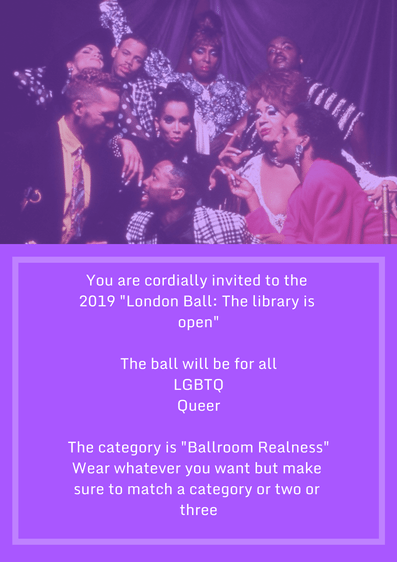 You are cordially invited to the
2019 "London Ball: The library is
open"
The ball will be for all
LGBTQ
Queer
The category is "Ballroom Realness"
Wear whatever you want but make
sure to match a category or two or
three